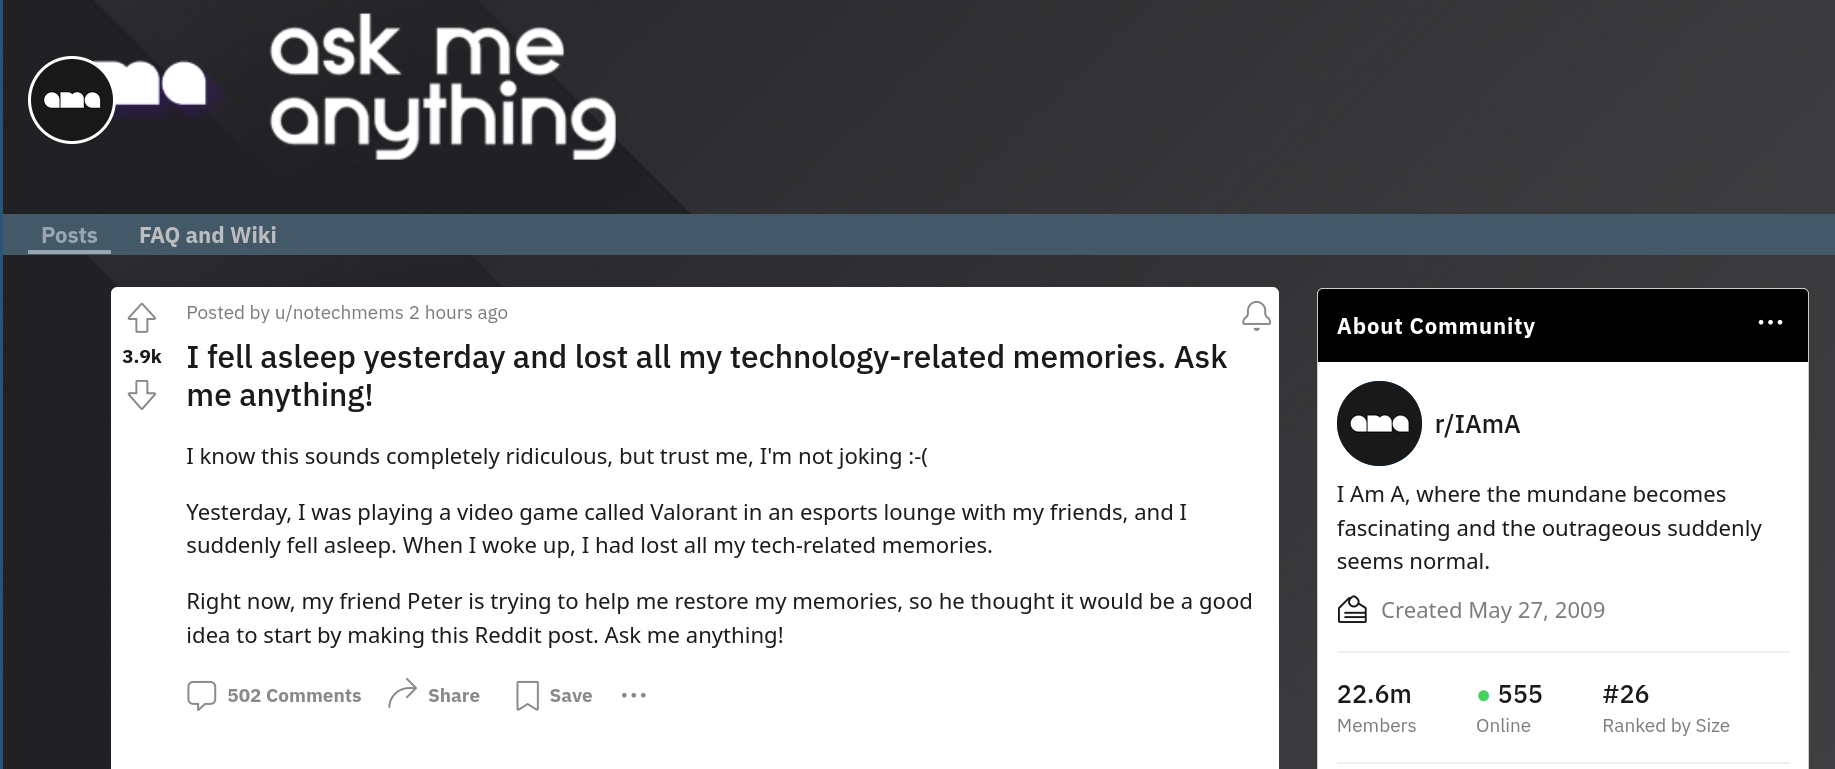 ma
ask me
anything
ama
Posts
FAQ and Wiki
Posted by u/notechmems 2 hours ago
3.9k
I fell asleep yesterday and lost all my technology-related memories. Ask
me anything!
I know this sounds completely ridiculous, but trust me, I'm not joking :-(
Yesterday, I was playing a video game called Valorant in an esports lounge with my friends, and I
suddenly fell asleep. When I woke up, I had lost all my tech-related memories.
Right now, my friend Peter is trying to help me restore my memories, so he thought it would be a good
idea to start by making this Reddit post. Ask me anything!
502 Comments
Share
Save
About Community
ama
r/IAmA
I Am A, where the mundane becomes
fascinating and the outrageous suddenly
seems normal.
Created May 27, 2009
22.6m
555
#26
Members
Online
Ranked by Size